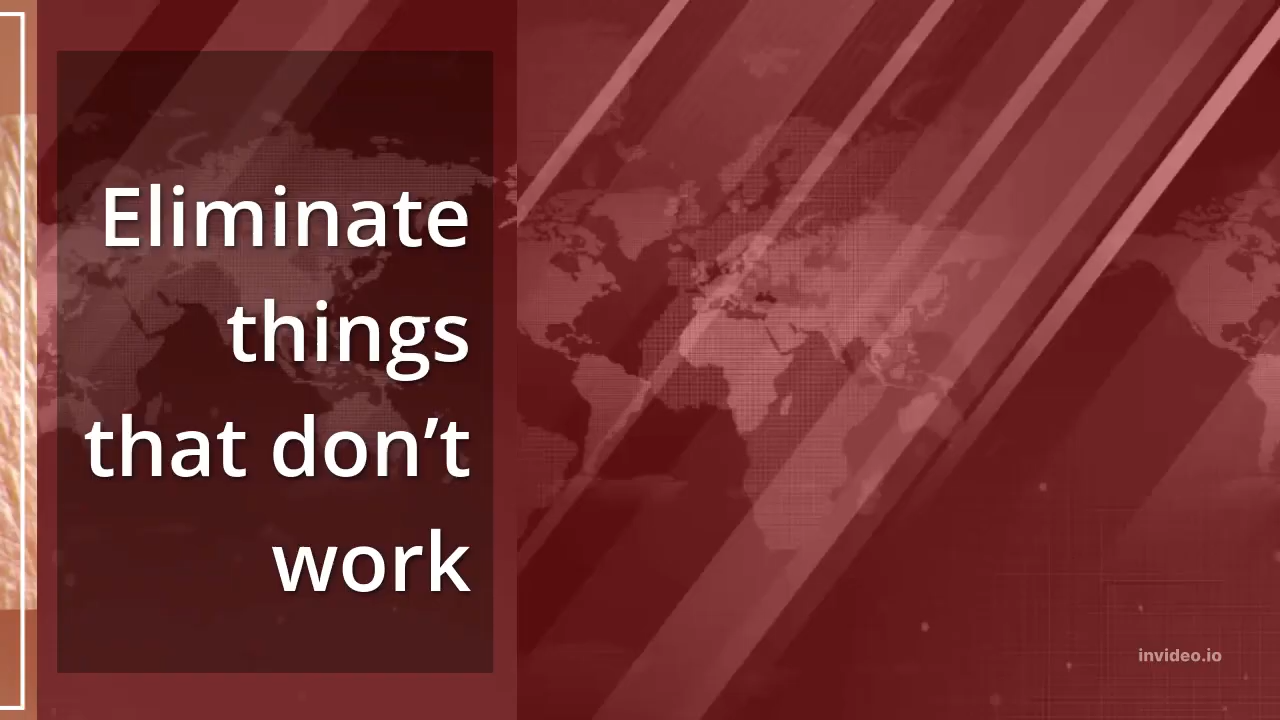 Eliminate
things
that don’t
work
invideo.io